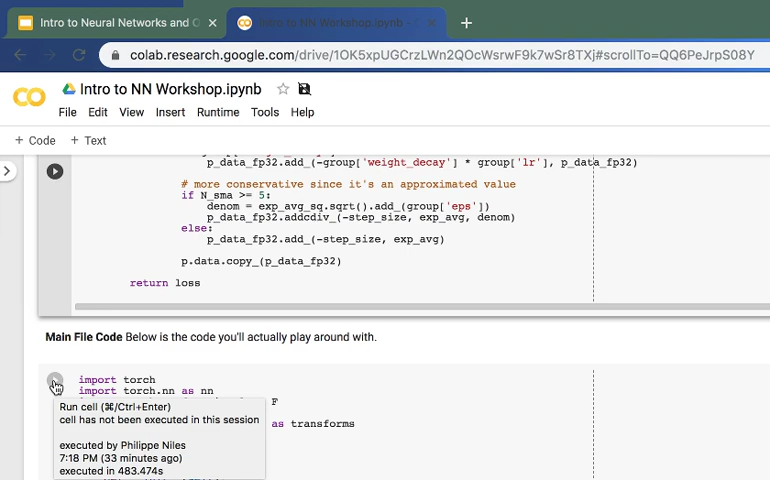 Intro to Neural Networks and C
Intro to NN Workshop.ipynb - C
colab.research.google.com/drive/1OK5xpUGCrzLWn2QOcWsrwF9k7wSr8TXj#scrollTo=QQ6PeJrpS08Y
Intro to NN Workshop.ipynb
File Edit View Insert Runtime Tools Help
+ Code + Text
p_data_fp32.add_(-group['weight_decay'] * group['lr'], p_data_fp32)
# more conservative since it's an approximated value
if N_sma >= 5:
denom = exp_avg_sq.sqrt().add_(group['eps'])
p_data_fp32.addcdiv_(-step_size, exp_avg, denom)
else:
p_data_fp32.add_(-step_size, exp_avg)
p.data.copy_(p_data_fp32)
return loss
Main File Code Below is the code you'll actually play around with.
import torch
import torch.nn as nn
F
Run cell (⌘/Ctrl+Enter)
cell has not been executed in this session
as transforms
executed by Philippe Niles
7:18 PM (33 minutes ago)
executed in 483.474s